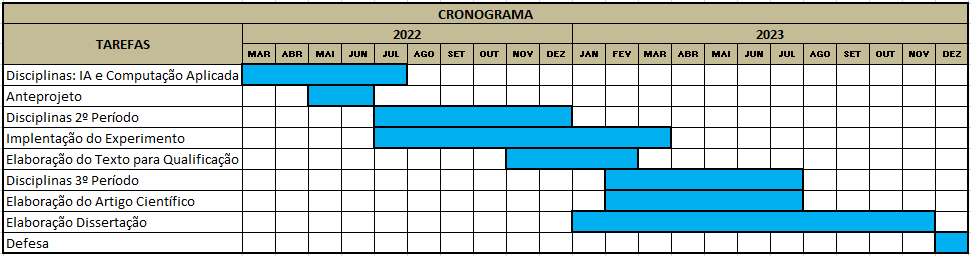 CRONOGRAMA
TAREFAS
2022 2023
MAR ABR MAI JUN JUL AGO SET OUT NOV DEZ JAN FEV MAR ABR MAI JUN JUL AGO SET OUT NOV DEZ
Disciplinas: IA e Computação Aplicada
Anteprojeto
Disciplinas 2º Período
Implentação do Experimento
Elaboração do Texto para Qualificação
Disciplinas 3º Período
Elaboração do Artigo Científico
Elaboração Dissertação
Defesa